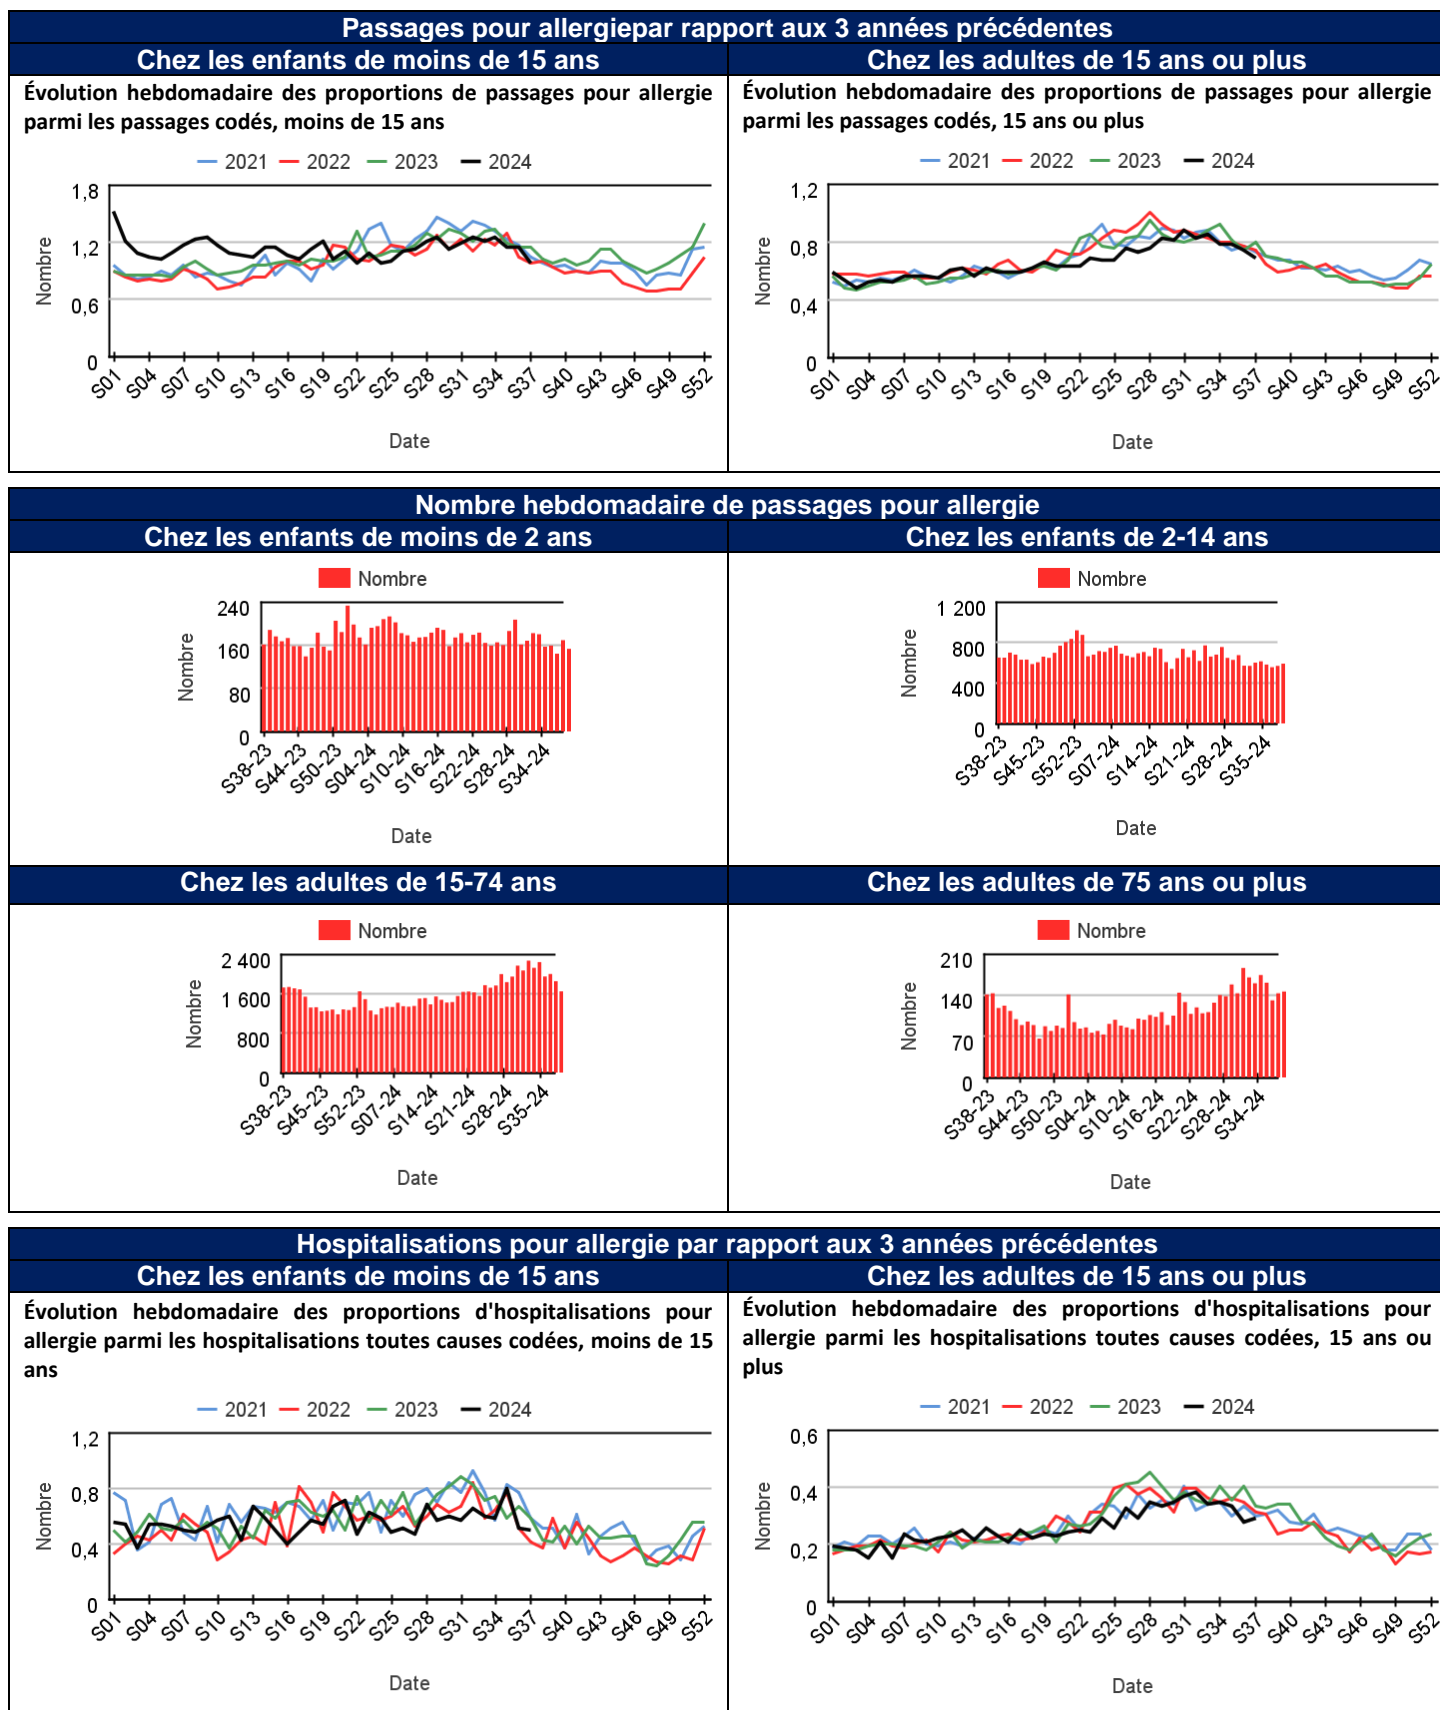 Passages pour allergiepar rapport aux 3 années précédentes
Chez les enfants de moins de 15 ans
Chez les adultes de 15 ans ou plus
Évolution hebdomadaire des proportions de passages pour allergie
parmi les passages codés, moins de 15 ans
2021 2022 2023 2024
1,8
1,2
0,6
0
Nombre
S01 S04 S07 S10 S13 S16 S19 S22 S25 S28 S31 S34 S37 S40 S43 S46 S49 S52
Date
Évolution hebdomadaire des proportions de passages pour allergie
parmi les passages codés, 15 ans ou plus
2021 2022 2023 2024
1,2
0,8
0,4
0
Nombre
S01 S04 S07 S10 S13 S16 S19 S22 S25 S28 S31 S34 S37 S40 S43 S46 S49 S52
Date
Nombre hebdomadaire de passages pour allergie
Chez les enfants de moins de 2 ans
Chez les enfants de 2-14 ans
Nombre
240
160
80
0
Nombre
S38-23 S44-23 S50-23 S04-24 S10-24 S16-24 S22-24 S28-24 S34-24
Date
Nombre
1 200
800
400
0
Nombre
S38-23 S45-23 S52-23 S07-24 S14-24 S21-24 S28-24 S35-24
Date
Chez les adultes de 15-74 ans
Chez les adultes de 75 ans ou plus
Nombre
2 400
1 600
800
0
Nombre
S38-23 S45-23 S52-23 S07-24 S14-24 S21-24 S28-24 S35-24
Date
Nombre
210
140
70
0
Nombre
S38-23 S44-23 S50-23 S04-24 S10-24 S16-24 S22-24 S28-24 S34-24
Date
Hospitalisations pour allergie par rapport aux 3 années précédentes
Chez les enfants de moins de 15 ans
Chez les adultes de 15 ans ou plus
Évolution hebdomadaire des proportions d'hospitalisations pour
allergie parmi les hospitalisations toutes causes codées, moins de 15
ans
2021 2022 2023 2024
1,2
0,8
0,4
0
Nombre
S01 S04 S07 S10 S13 S16 S19 S22 S25 S28 S31 S34 S37 S40 S43 S46 S49 S52
Date
Évolution hebdomadaire des proportions d'hospitalisations pour
allergie parmi les hospitalisations toutes causes codées, 15 ans ou
plus
2021 2022 2023 2024
0,6
0,4
0,2
0
Nombre
S01 S04 S07 S10 S13 S16 S19 S22 S25 S28 S31 S34 S37 S40 S43 S46 S49 S52
Date